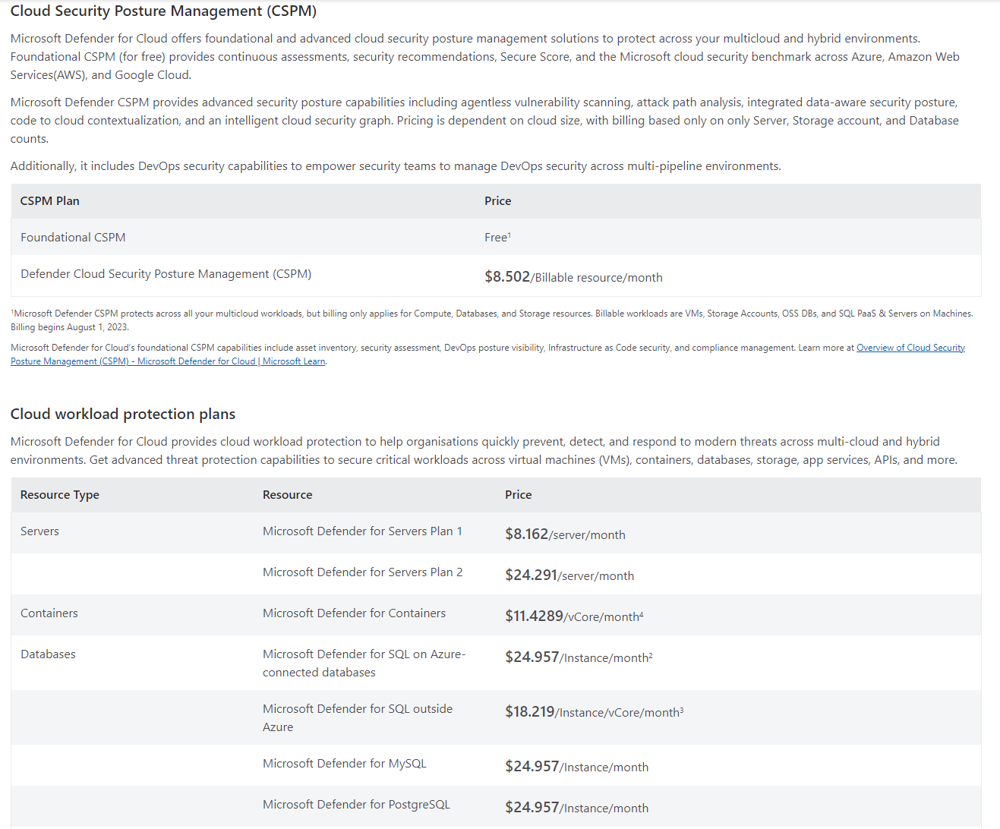 Cloud Security Posture Management (CSPM)
Microsoft Defender for Cloud offers foundational and advanced cloud security posture management solutions to protect across your multicloud and hybrid environments.
Foundational CSPM (for free) provides continuous assessments, security recommendations, Secure Score, and the Microsoft cloud security benchmark across Azure, Amazon Web
Services(AWS), and Google Cloud.
Microsoft Defender CSPM provides advanced security posture capabilities including agentless vulnerability scanning, attack path analysis, integrated data-aware security posture,
code to cloud contextualization, and an intelligent cloud security graph. Pricing is dependent on cloud size, with billing based only on only Server, Storage account, and Database
counts.
Additionally, it includes DevOps security capabilities to empower security teams to manage DevOps security across multi-pipeline environments.
CSPM Plan Price
Foundational CSPM Free¹
Defender Cloud Security Posture Management (CSPM) $8.502/Billable resource/month
¹Microsoft Defender CSPM protects across all your multicloud workloads, but billing only applies for Compute, Databases, and Storage resources. Billable workloads are VMs, Storage Accounts, OSS DBs, and SQL PaaS & Servers on Machines.
Billing begins August 1, 2023.
Microsoft Defender for Cloud's foundational CSPM capabilities include asset inventory, security assessment, DevOps posture visibility, Infrastructure as Code security, and compliance management. Learn more at Overview of Cloud Security
Posture Management (CSPM) - Microsoft Defender for Cloud | Microsoft Learn.
Cloud workload protection plans
Microsoft Defender for Cloud provides cloud workload protection to help organisations quickly prevent, detect, and respond to modern threats across multi-cloud and hybrid
environments. Get advanced threat protection capabilities to secure critical workloads across virtual machines (VMs), containers, databases, storage, app services, APIs, and more.
Resource Type Resource Price
Servers Microsoft Defender for Servers Plan 1 $8.162/server/month
Microsoft Defender for Servers Plan 2 $24.291/server/month
Containers Microsoft Defender for Containers $11.4289/vCore/month⁴
Databases Microsoft Defender for SQL on Azure- $24.957/Instance/month²
connected databases
Microsoft Defender for SQL outside $18.219/Instance/vCore/month³
Azure
Microsoft Defender for MySQL $24.957/Instance/month
Microsoft Defender for PostgreSQL $24.957/Instance/month